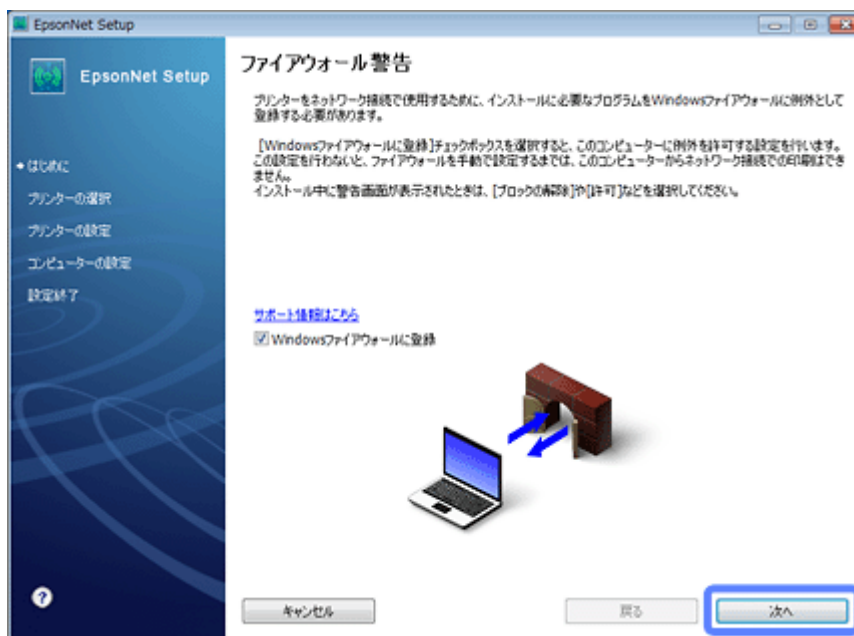 EpsonNet Setup
EpsonNet Setup
はじめに
プリンターの選択
プリンターの設定
コンピューターの設定
設定終了
ファイアウォール警告
プリンターをネットワーク接続で使用するために、インストールに必要なプログラムをWindowsファイアウォールに例外として
登録する必要があります。
[Windowsファイアウォールに登録]チェックボックスを選択すると、このコンピューターに例外を許可する設定を行います。
この設定を行わないと、ファイアウォールを手動で設定するまでは、このコンピューターからネットワーク接続での印刷はでき
ません。
インストール中に警告画面が表示されたときは、[ブロックの解除]や[許可]などを選択してください。
サポート情報はこちら
Windowsファイアウォールに登録
?
キャンセル
戻る
次へ